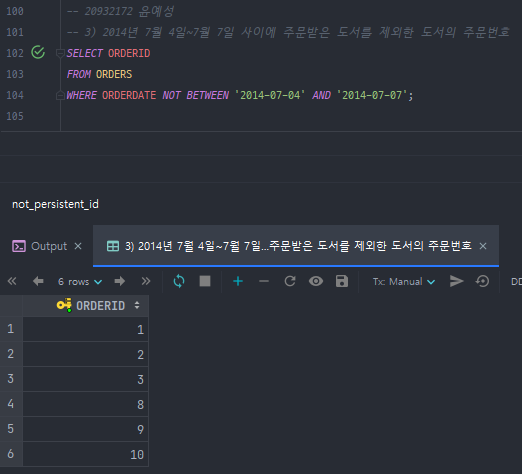 100 -- 20932172 윤예성
101 -- 3) 2014년 7월 4일~7월 7일 사이에 주문받은 도서를 제외한 도서의 주문번호
102 SELECT ORDERID
103 FROM ORDERS
104 WHERE ORDERDATE NOT BETWEEN '2014-07-04' AND '2014-07-07';
105
not_persistent_id
Output × 3) 2014년 7월 4일~7월 7일...주문받은 도서를 제외한 도서의 주문번호 ×
6 rows Tx: Manual DD
ORDERID
1 1
2 2
3 3
4 8
5 9
6 10